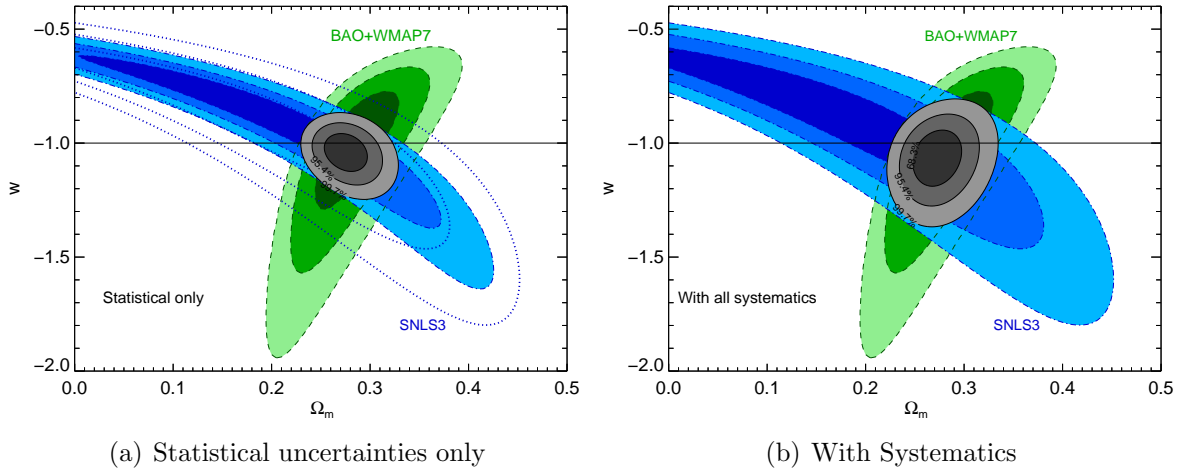 −0.5
−1.0
−1.5
−2.0
w
0.0 0.1 0.2 0.3 0.4 0.5
Ωm
BAO+WMAP7
95.4%
99.7%
Statistical only
SNLS3
−0.5
−1.0
−1.5
−2.0
w
0.0 0.1 0.2 0.3 0.4 0.5
Ωm
BAO+WMAP7
68.3%
95.4%
99.7%
With all systematics
SNLS3
(a) Statistical uncertainties only
(b) With Systematics